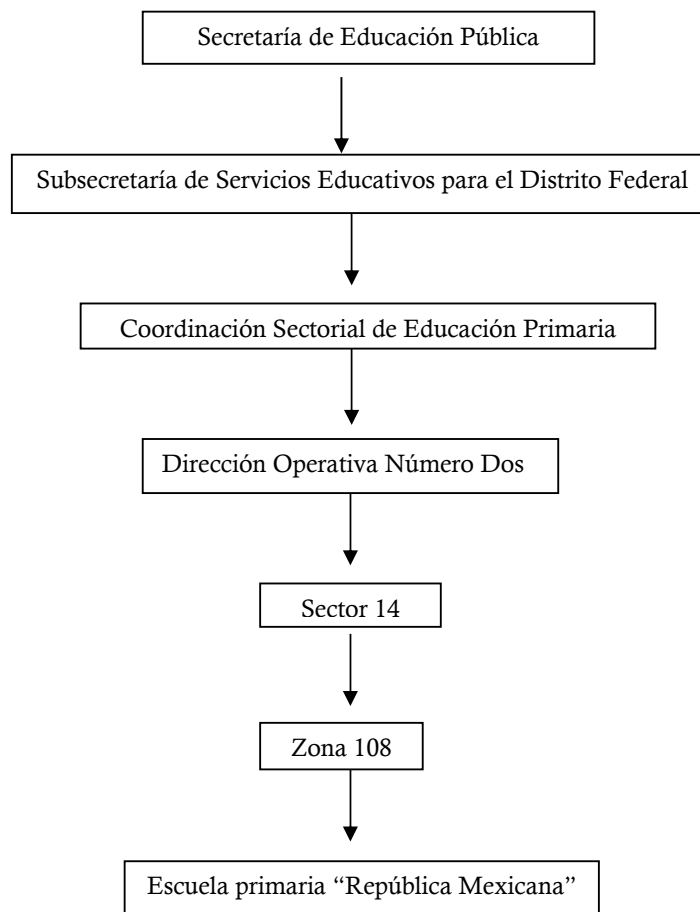 Secretaría de Educación Pública
Subsecretaría de Servicios Educativos para el Distrito Federal
Coordinación Sectorial de Educación Primaria
Dirección Operativa Número Dos
Sector 14
Zona 108
Escuela primaria “República Mexicana”